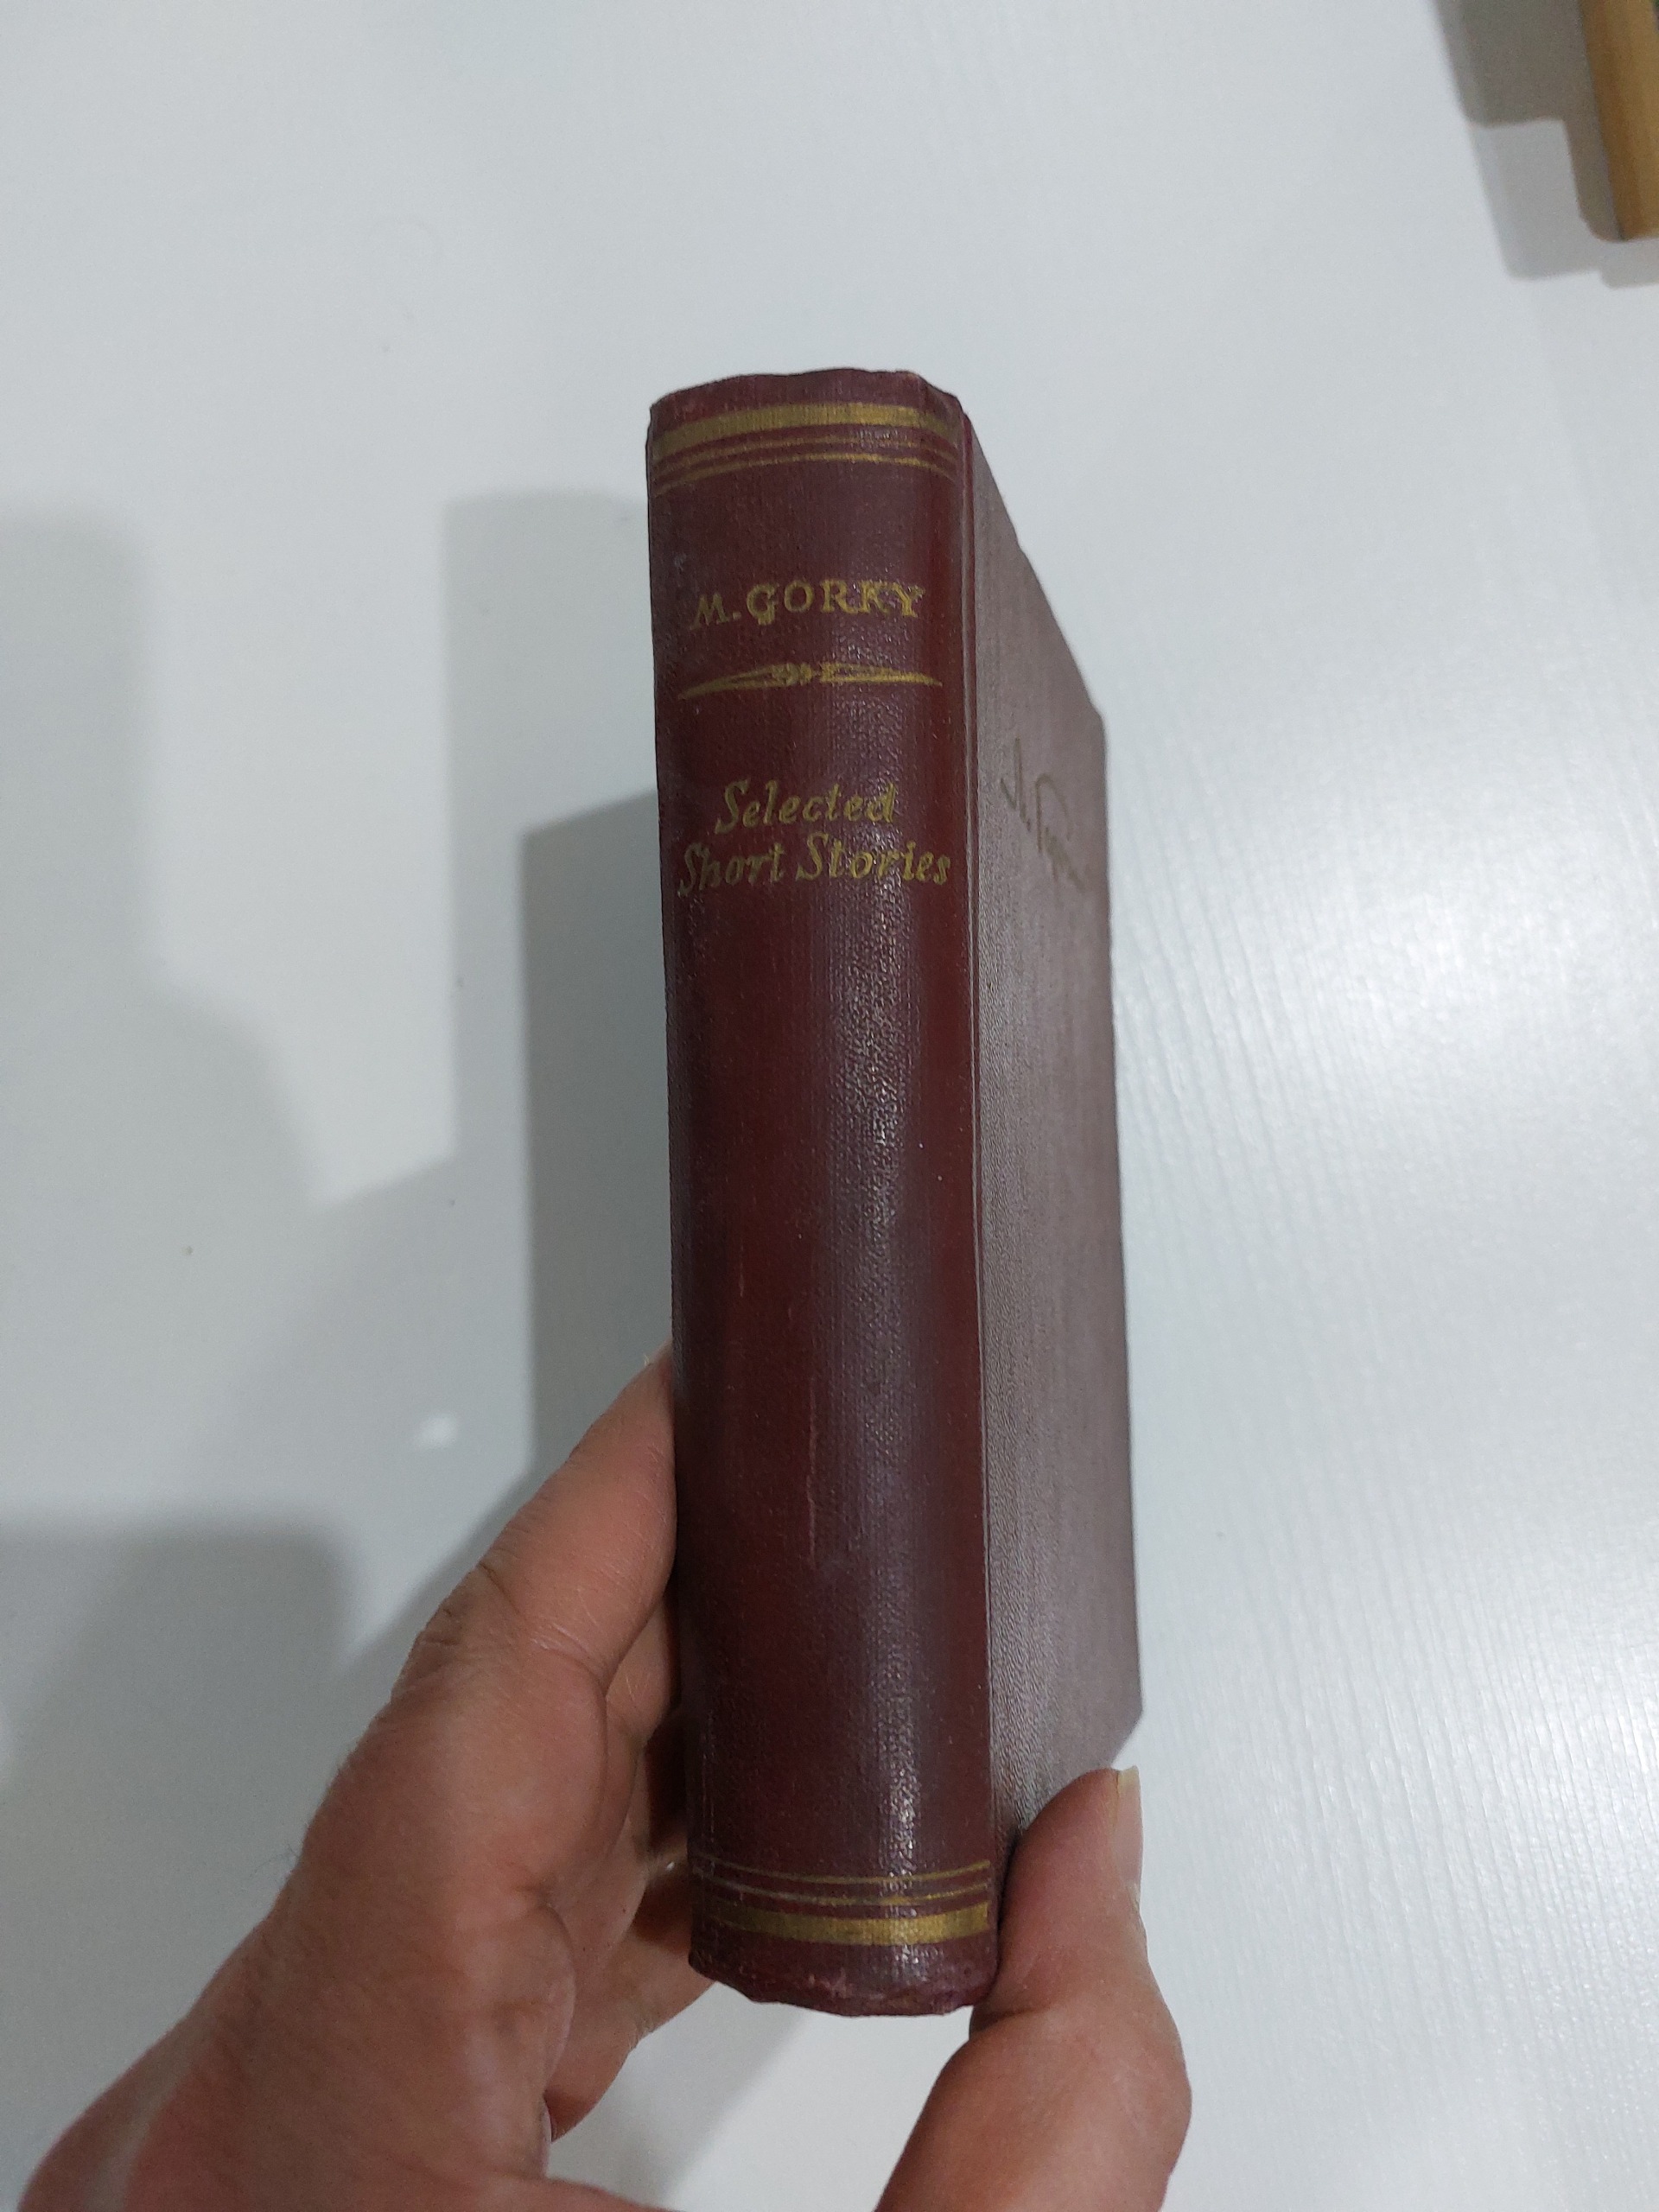 M. GORKY
Selected
Short Stories